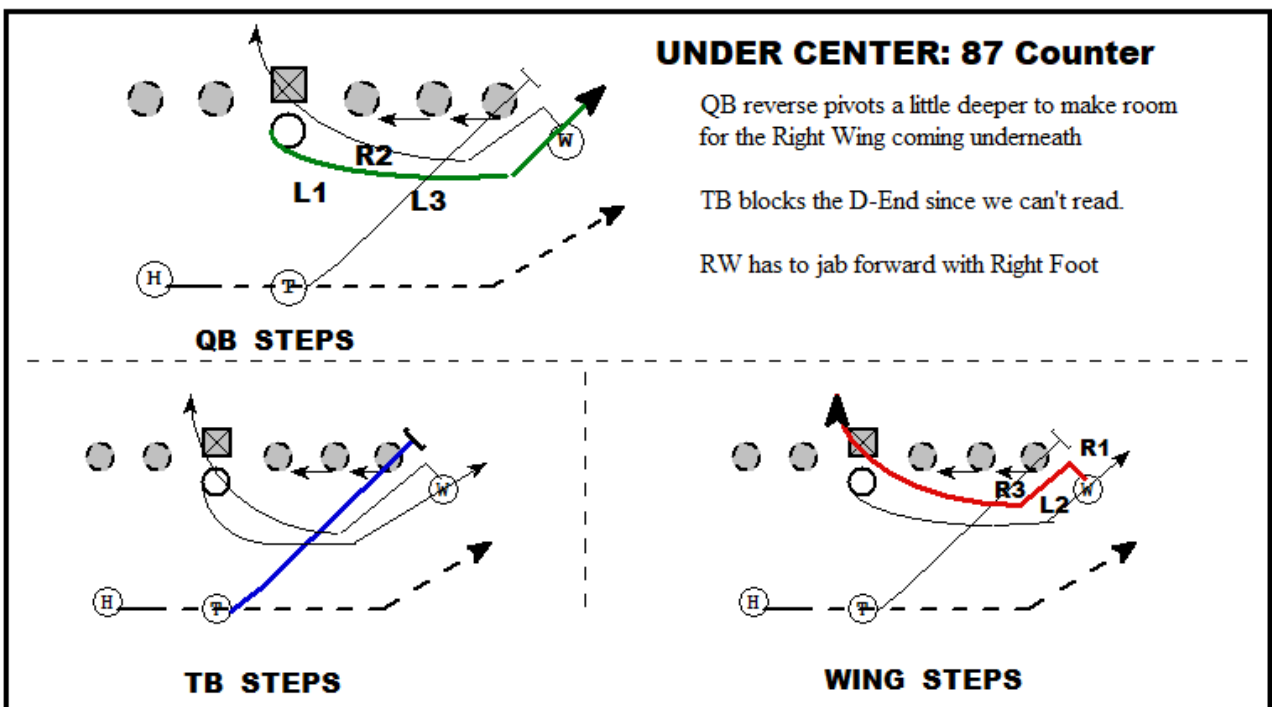 UNDER CENTER: 87 Counter
QB reverse pivots a little deeper to make room
for the Right Wing coming underneath
TB blocks the D-End since we can't read.
RW has to jab forward with Right Foot
W
R2
L1
L3
H
T
QB STEPS
W
H
T
TB STEPS
R1
R3
W
L2
H
T
WING STEPS